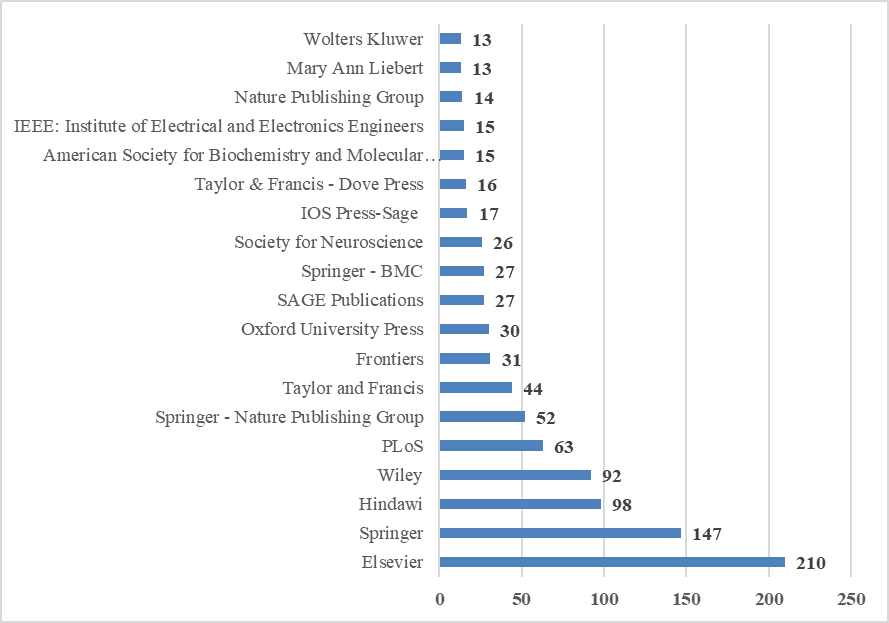 Wolters Kluwer 13
Mary Ann Liebert 13
Nature Publishing Group 14
IEEE: Institute of Electrical and Electronics Engineers 15
American Society for Biochemistry and Molecular… 15
Taylor & Francis - Dove Press 16
IOS Press-Sage 17
Society for Neuroscience 26
Springer - BMC 27
SAGE Publications 27
Oxford University Press 30
Frontiers 31
Taylor and Francis 44
Springer - Nature Publishing Group 52
PLoS 63
Wiley 92
Hindawi 98
Springer 147
Elsevier 210
0 50 100 150 200 250